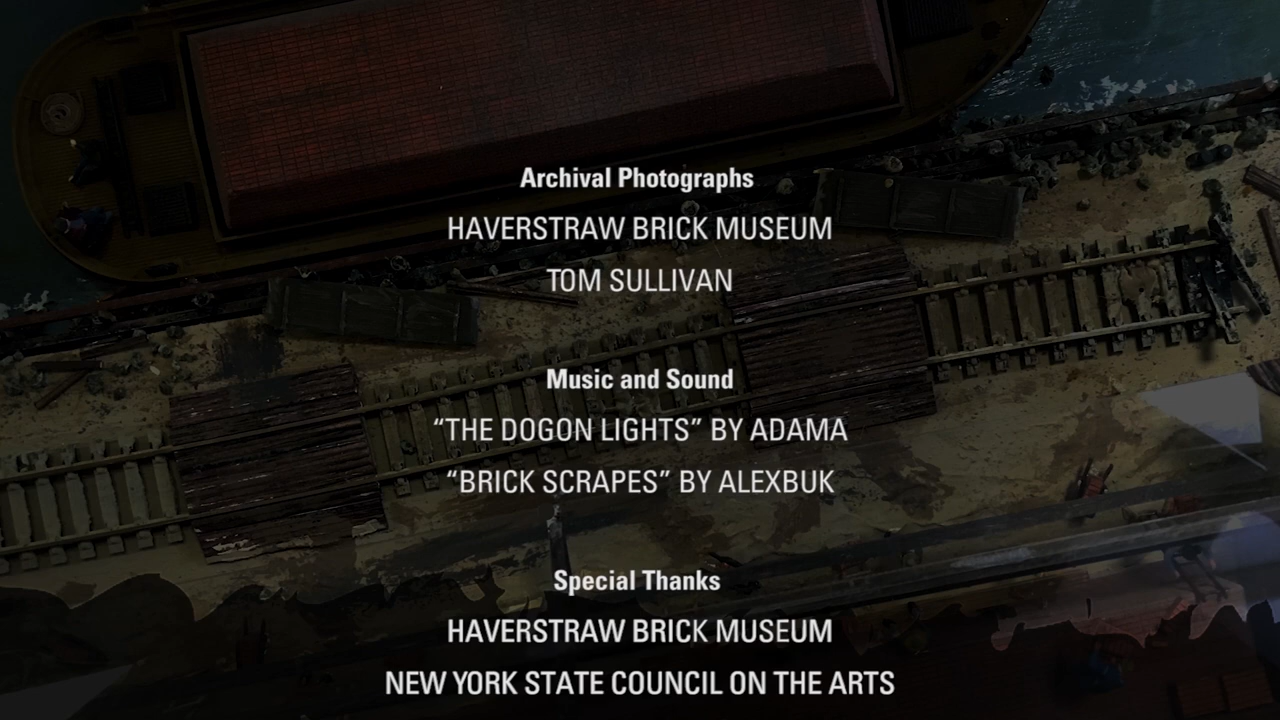 Archival Photographs
HAVERSTRAW BRICK MUSEUM
TOM SULLIVAN
Music and Sound
“THE DOGON LIGHTS” BY ADAMA
“BRICK SCRAPES” BY ALEXBUK
Special Thanks
HAVERSTRAW BRICK MUSEUM
NEW YORK STATE COUNCIL ON THE ARTS